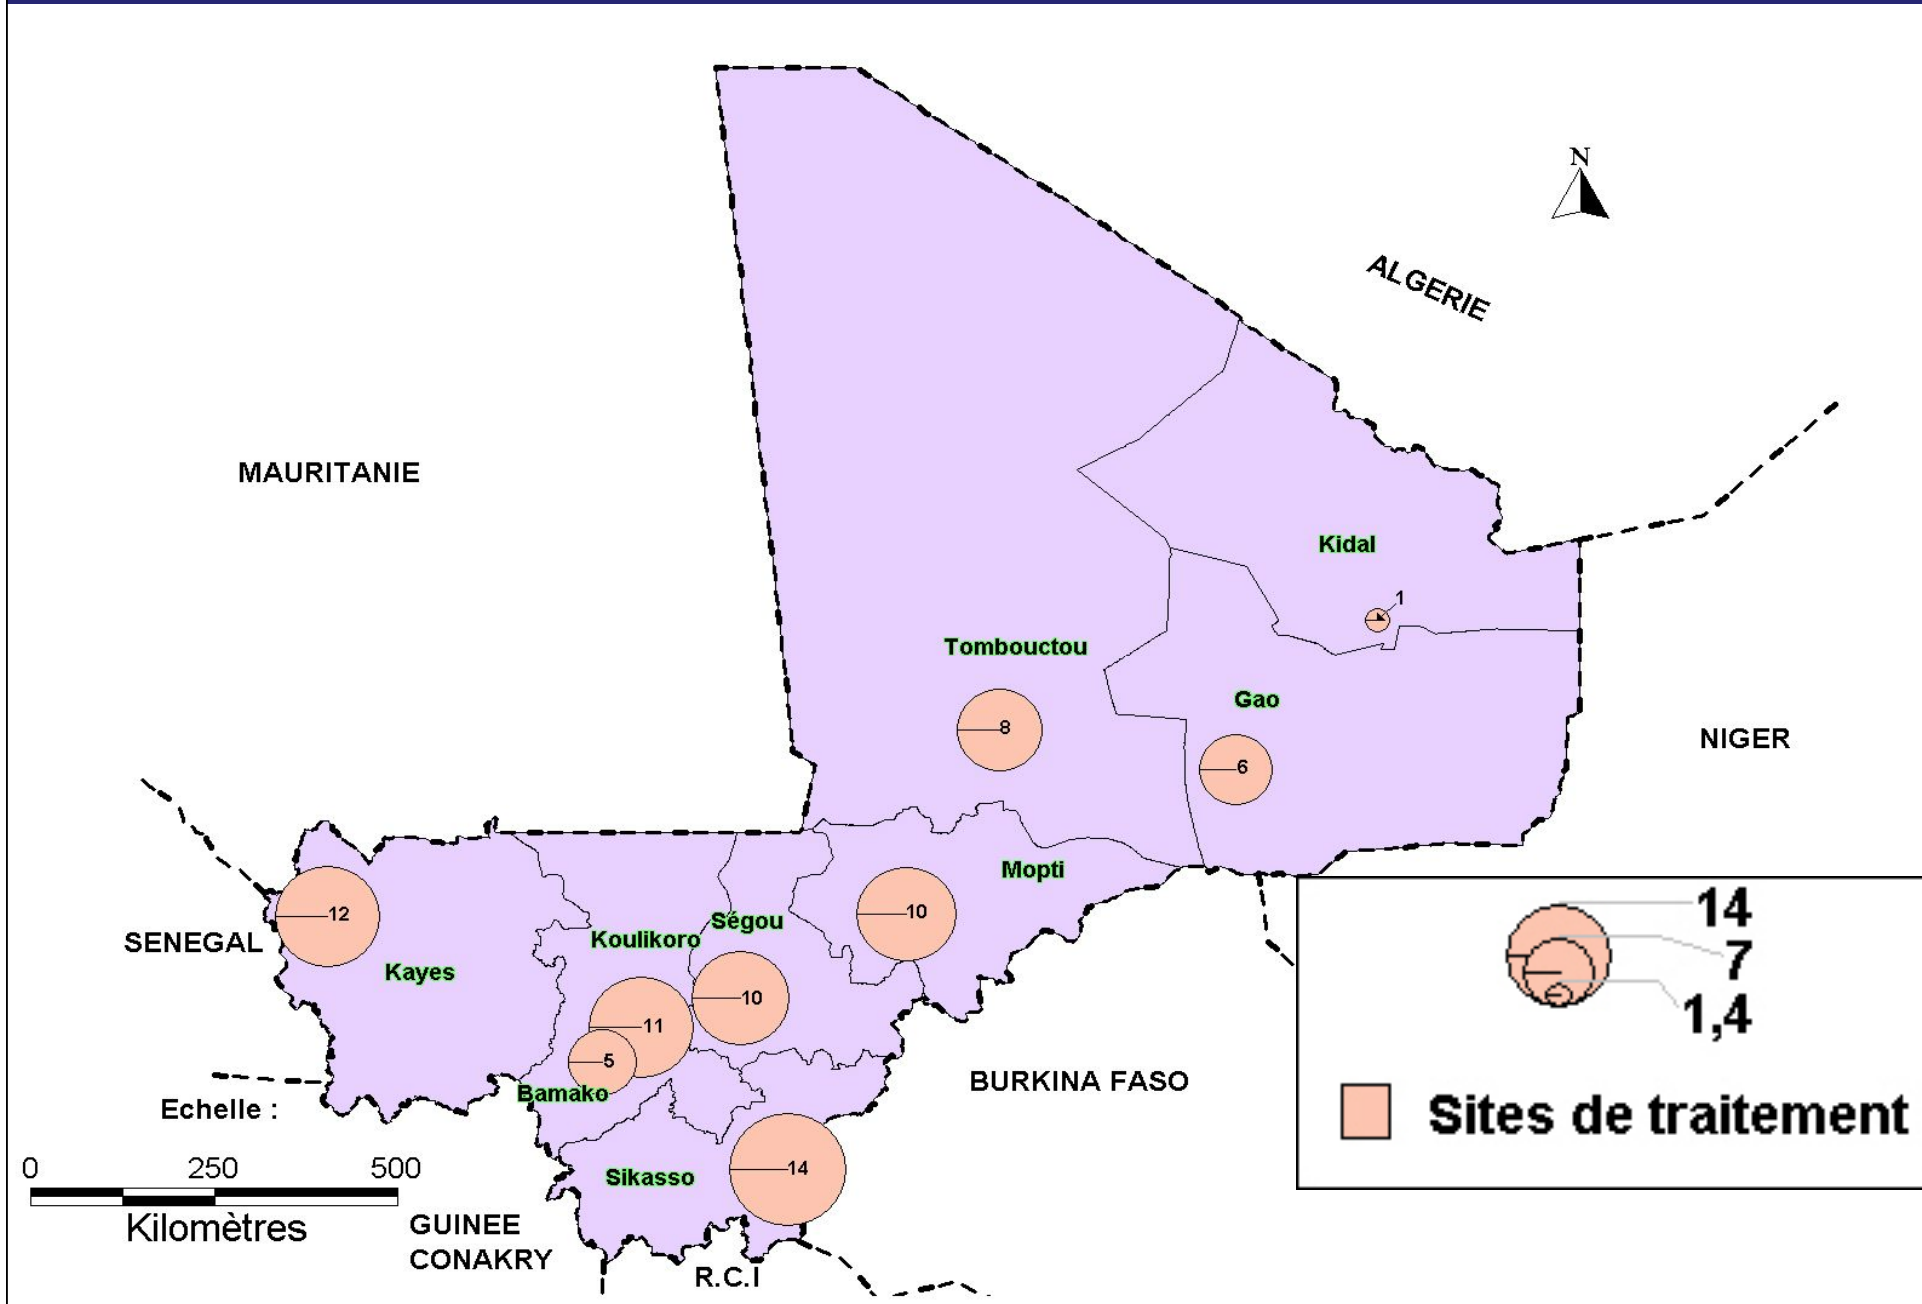 N
ALGERIE
MAURITANIE
Kidal
1
Tombouctou
Gao
8
6
NIGER
Mopti
12
10
14
7
1,4
Ségou
Koulikoro
SENEGAL
Kayes
10
11
5
BURKINA FASO
Bamako
Echelle :
Sites de traitement
0 250 500
Kilomètres
Sikasso
14
GUINEE
CONAKRY
R.C.I